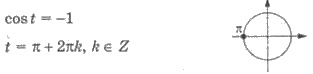 cos t = –1
t = π + 2πk, k ∈ Z
π